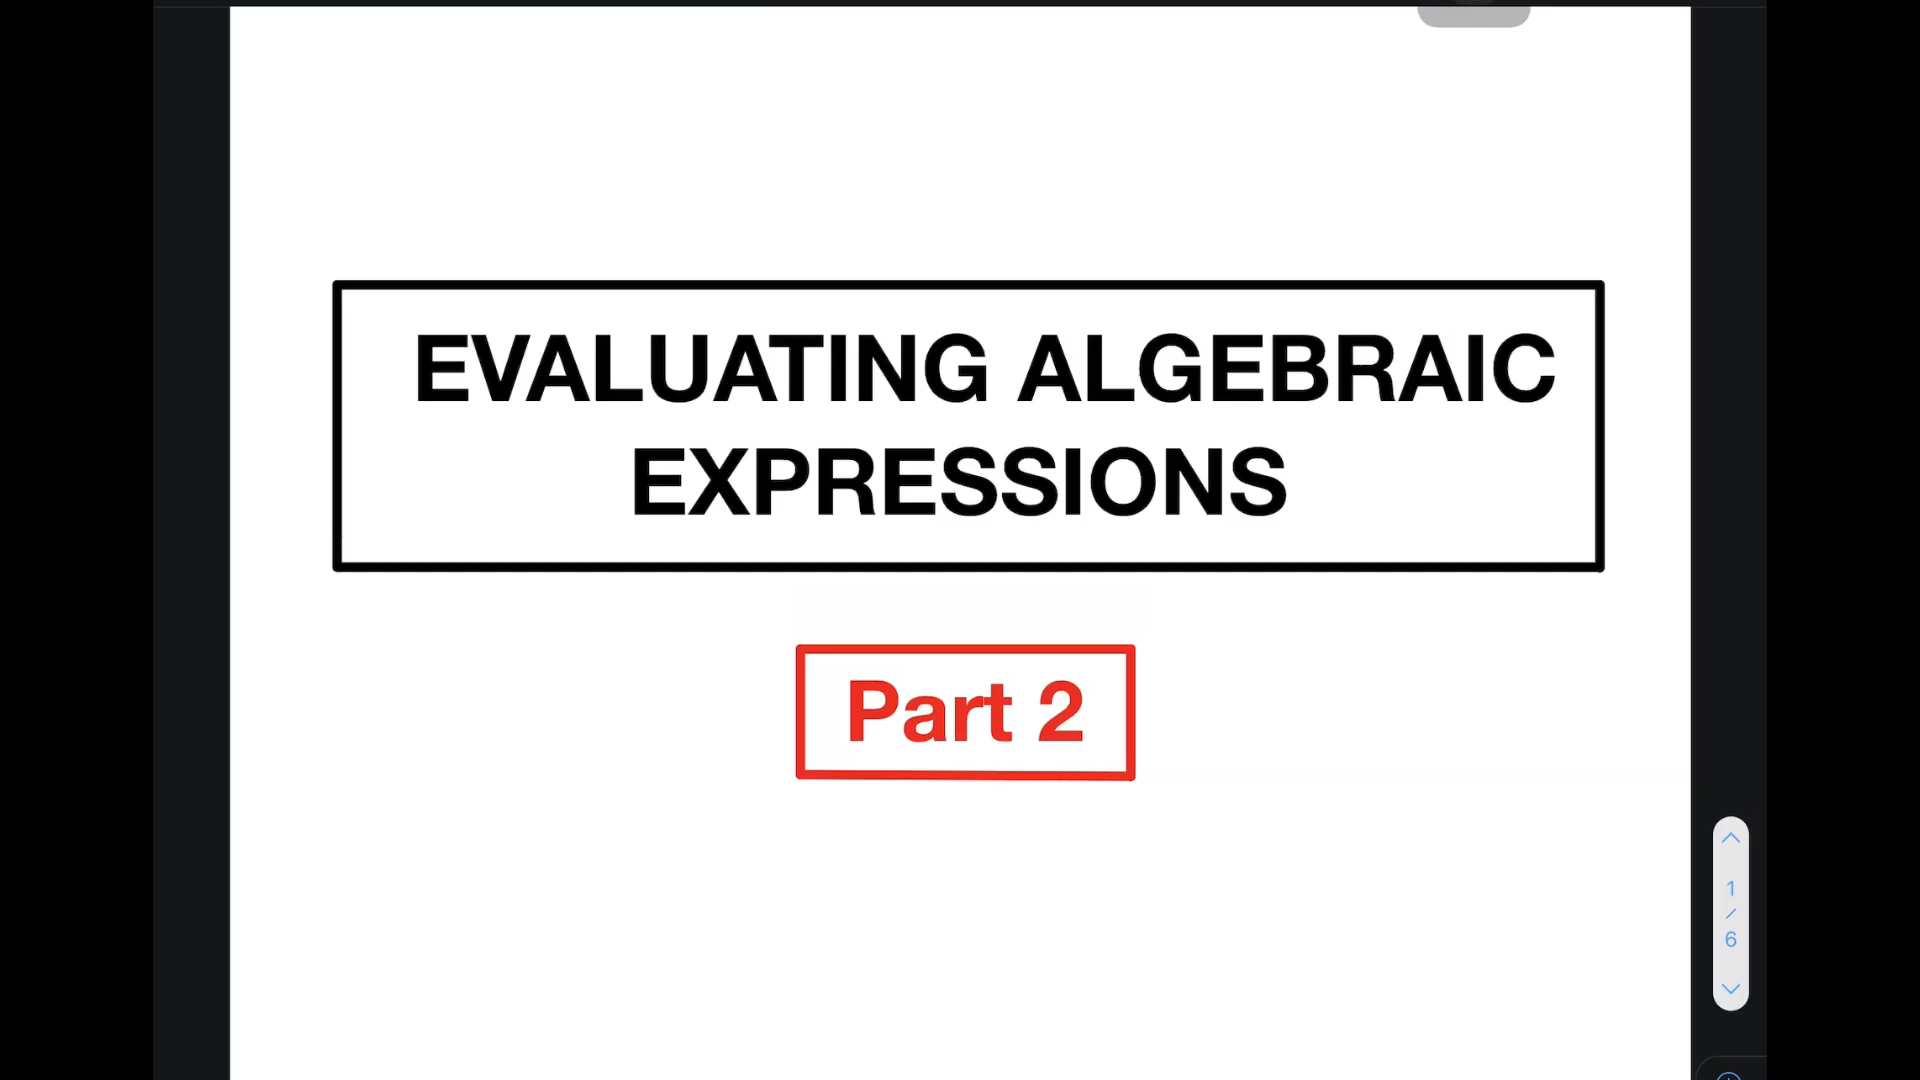 EVALUATING ALGEBRAIC
EXPRESSIONS
Part 2
1
/
6